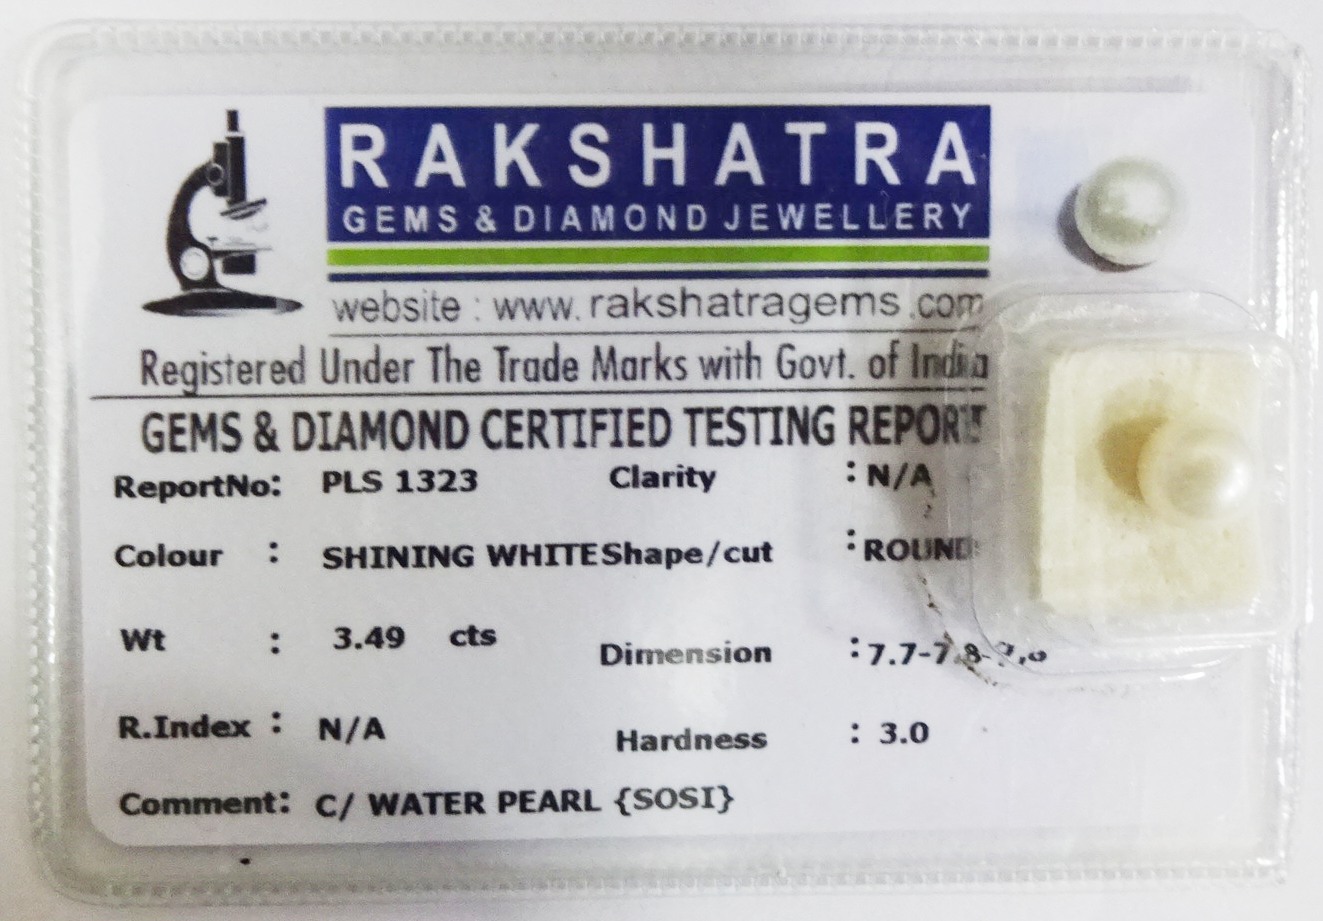 RAKSHATRA
GEMS & DIAMOND JEWELLERY
website : www. rakshatragems .com
Registered Under The Trade Marks with Govt. of India
GEMS & DIAMOND CERTIFIED TESTING REPORT
ReportNo: PLS 1323 Clarity : N/A
Colour : SHINING WHITE Shape/cut : ROUND
Wt : 3.49 cts Dimension : 7.7-7.8-7.8
R.Index : N/A Hardness : 3.0
Comment: C/ WATER PEARL {SOSI}